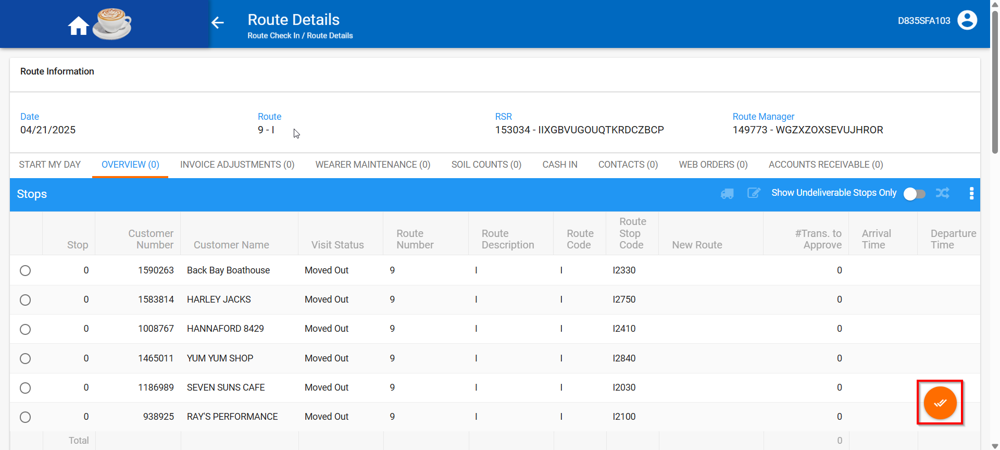 Route Details
Route Check In / Route Details
D835SFA103
Route Information
Date
04/21/2025
Route
9 - I
RSR
153034 - IIXGBVUGOUQTKRDCZBCP
Route Manager
149773 - WGZXZOXSEVUJHROR
START MY DAY OVERVIEW (0) INVOICE ADJUSTMENTS (0) WEARER MAINTENANCE (0) SOIL COUNTS (0) CASH IN CONTACTS (0) WEB ORDERS (0) ACCOUNTS RECEIVABLE (0)
Stops Show Undeliverable Stops Only
Stop
Customer
Number
Customer Name
Visit Status
Route
Number
Route
Description
Route
Code
Route
Stop
Code
New Route
#Trans. to
Approve
Arrival
Time
Departure
Time
0 1590263 Back Bay Boathouse Moved Out 9 I I I2330 0
0 1583814 HARLEY JACKS Moved Out 9 I I I2750 0
0 1008767 HANNAFORD 8429 Moved Out 9 I I I2410 0
0 1465011 YUM YUM SHOP Moved Out 9 I I I2840 0
0 1186989 SEVEN SUNS CAFE Moved Out 9 I I I2030 0
0 938925 RAY'S PERFORMANCE Moved Out 9 I I I2100 0
Total 0